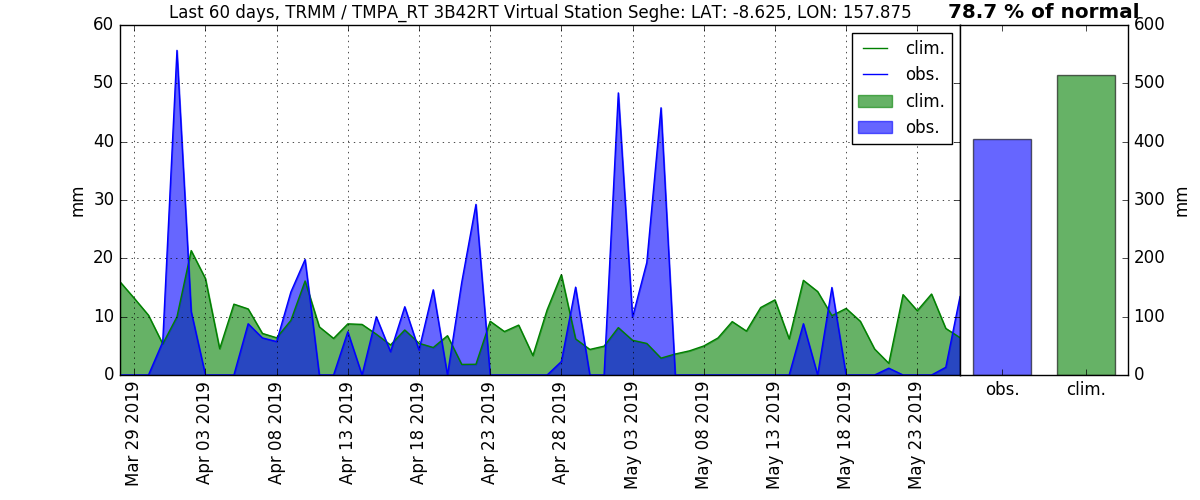 Last 60 days, TRMM / TMPA_RT 3B42RT Virtual Station Seghe: LAT: -8.625, LON: 157.875
78.7 % of normal
60
50
40
30
20
10
0
mm
clim.
obs.
clim.
obs.
Mar 29 2019
Apr 03 2019
Apr 08 2019
Apr 13 2019
Apr 18 2019
Apr 23 2019
Apr 28 2019
May 03 2019
May 08 2019
May 13 2019
May 18 2019
May 23 2019
600
500
400
300
200
100
0
mm
obs.
clim.